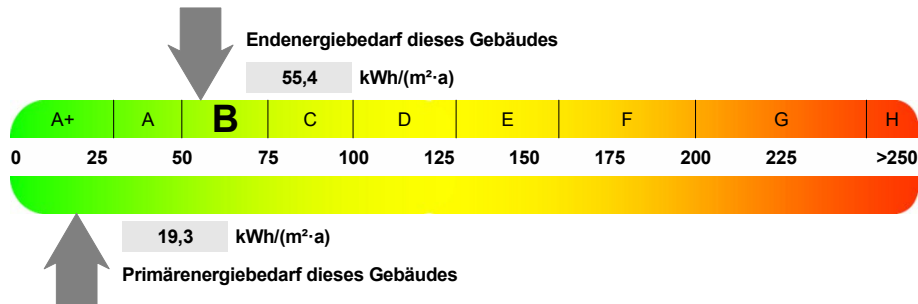 Endenergiebedarf dieses Gebäudes
55,4 kWh/(m²·a)
A+ A B C D E F G H
0 25 50 75 100 125 150 175 200 225 >250
19,3 kWh/(m²·a)
Primärenergiebedarf dieses Gebäudes